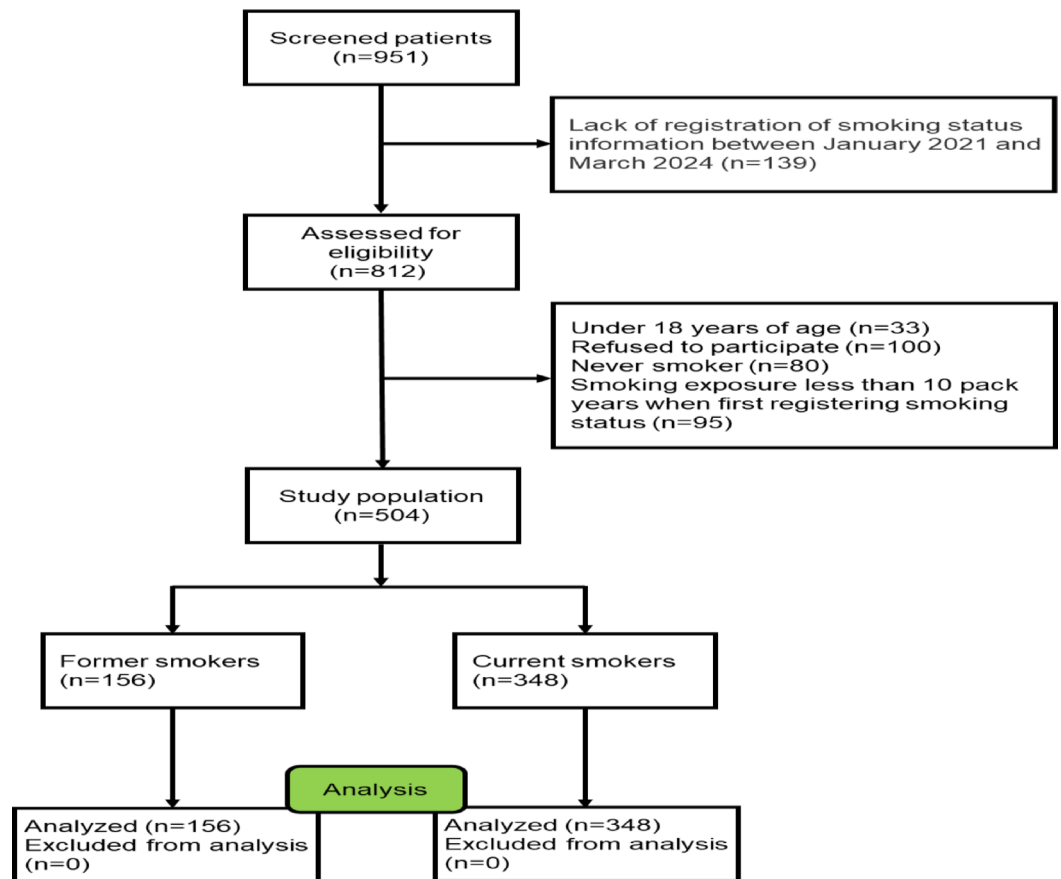 Screened patients
(n=951)
Lack of registration of smoking status
information between January 2021 and
March 2024 (n=139)
Assessed for
eligibility
(n=812)
Under 18 years of age (n=33)
Refused to participate (n=100)
Never smoker (n=80)
Smoking exposure less than 10 pack
years when first registering smoking
status (n=95)
Study population
(n=504)
Former smokers
(n=156)
Current smokers
(n=348)
Analysis
Analyzed (n=156)
Excluded from analysis
(n=0)
Analyzed (n=348)
Excluded from analysis
(n=0)